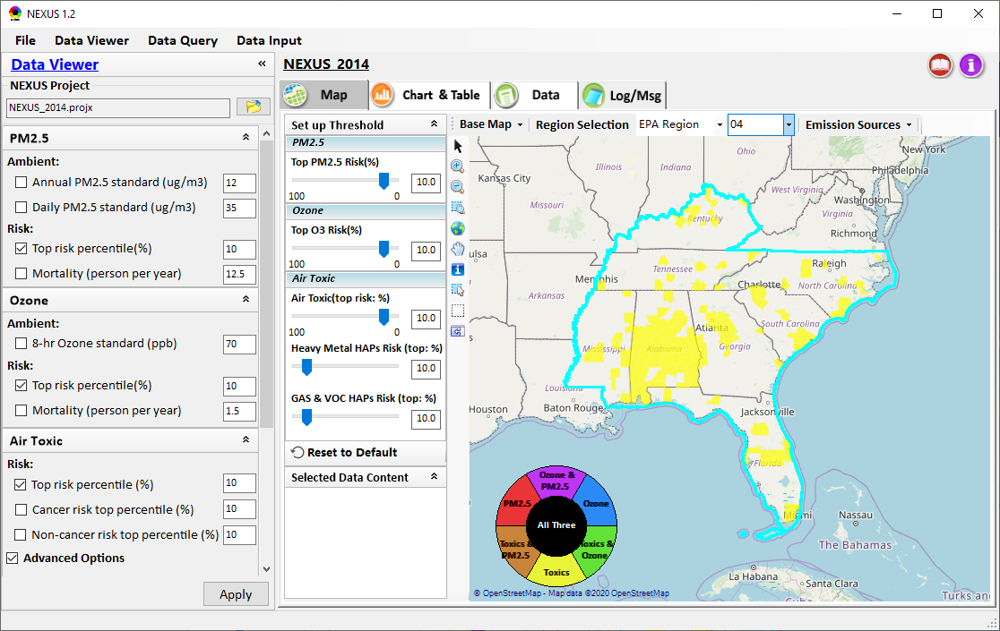 NEXUS 1.2
File Data Viewer Data Query Data Input
Data Viewer «
NEXUS Project
NEXUS_2014.projx
PM2.5
Ambient:
Annual PM2.5 standard (ug/m3) 12
Daily PM2.5 standard (ug/m3) 35
Risk:
Top risk percentile(%) 10
Mortality (person per year) 12.5
Ozone
Ambient:
8-hr Ozone standard (ppb) 70
Risk:
Top risk percentile(%) 10
Mortality (person per year) 1.5
Air Toxic
Risk:
Top risk percentile (%) 10
Cancer risk top percentile (%) 10
Non-cancer risk top percentile (%) 10
Advanced Options
Apply
NEXUS_2014
Map Chart & Table Data Log/Msg
Set up Threshold
PM2.5
Top PM2.5 Risk(%)
10.0
100 0
Ozone
Top O3 Risk(%)
10.0
100 0
Air Toxic
Air Toxic(top risk: %)
10.0
100 0
Heavy Metal HAPs Risk (top: %)
10.0
GAS & VOC HAPs Risk (top: %)
10.0
Reset to Default
Selected Data Content
Base Map Region Selection EPA Region 04 Emission Sources
New York
Ohio
Illinois
Indiana
Philadelphia
Kansas City
West Virginia
Washington
Missouri
Virginia
Kentucky
Richmond
ulsa
Tennessee
Raleigh
Memphis
Charlotte
North Carolina
Arkansas
South Carolina
Atlanta
Georgia
Mississippi
Alabama
Louisiana
Houston
Baton Rouge
Jacksonville
Florida
Miami
Nassau
The Bahamas
La Habana
Santa Clara
Cuba
Turks and
Ozone &
PM2.5
PM2.5
Ozone
All Three
Toxics &
PM2.5
Toxics &
Ozone
Toxics
© OpenStreetMap - Map data ©2020 OpenStreetMap